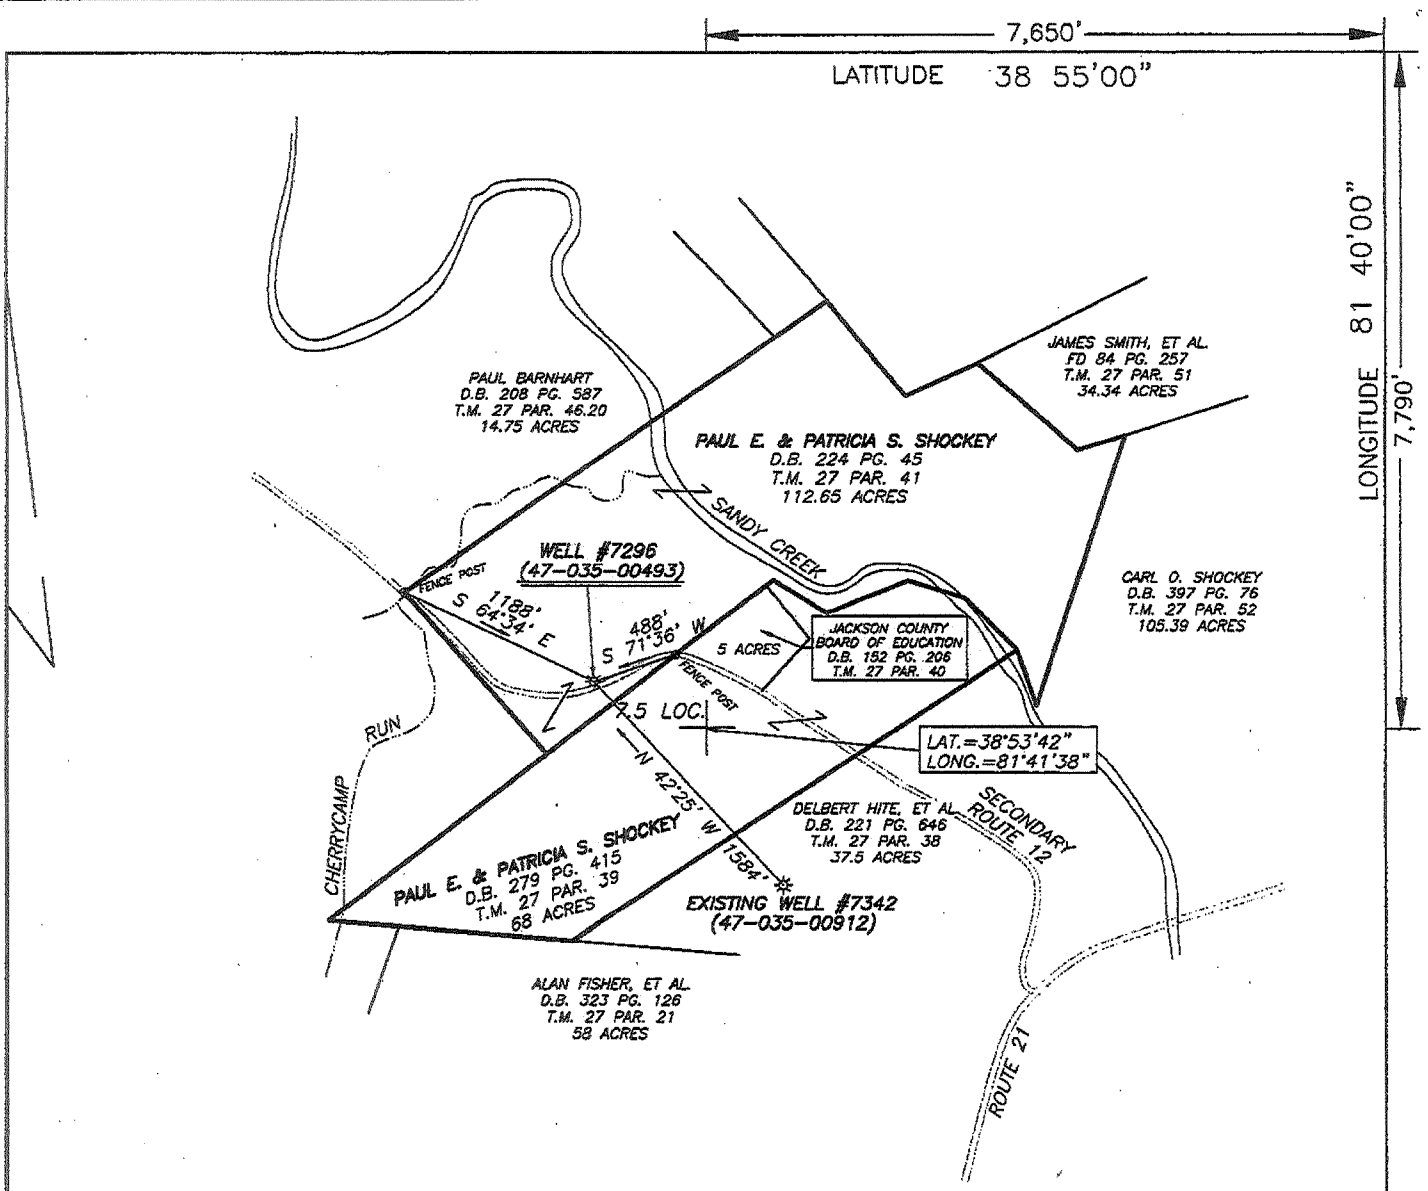 7,650'
LATITUDE 38 55'00"
LONGITUDE 81 40'00"
7,790'
JAMES SMITH, ET AL.
FD 84 PG. 257
T.M. 27 PAR. 51
34.34 ACRES
PAUL BARNHART
D.B. 208 PG. 587
T.M. 27 PAR. 46.20
14.75 ACRES
PAUL E. & PATRICIA S. SHOCKEY
D.B. 224 PG. 45
T.M. 27 PAR. 41
112.65 ACRES
SANDY CREEK
WELL #7296
(47-035-00493)
FENCE POST
1188'
S 64°34' E
488'
S 71°36' W
FENCE POST
CARL O. SHOCKEY
D.B. 397 PG. 76
T.M. 27 PAR. 52
105.39 ACRES
5 ACRES
JACKSON COUNTY
BOARD OF EDUCATION
D.B. 152 PG. 206
T.M. 27 PAR. 40
7.5 LOC.
LAT.=38°53'42"
LONG.=81°41'38"
N 42°25' W 1584'
CHERRYCAMP RUN
DELBERT HITE, ET AL
D.B. 221 PG. 646
T.M. 27 PAR. 38
37.5 ACRES
SECONDARY
ROUTE 12
PAUL E. & PATRICIA S. SHOCKEY
D.B. 279 PG. 415
T.M. 27 PAR. 39
68 ACRES
EXISTING WELL #7342
(47-035-00912)
ALAN FISHER, ET AL.
D.B. 323 PG. 126
T.M. 27 PAR. 21
58 ACRES
ROUTE 21